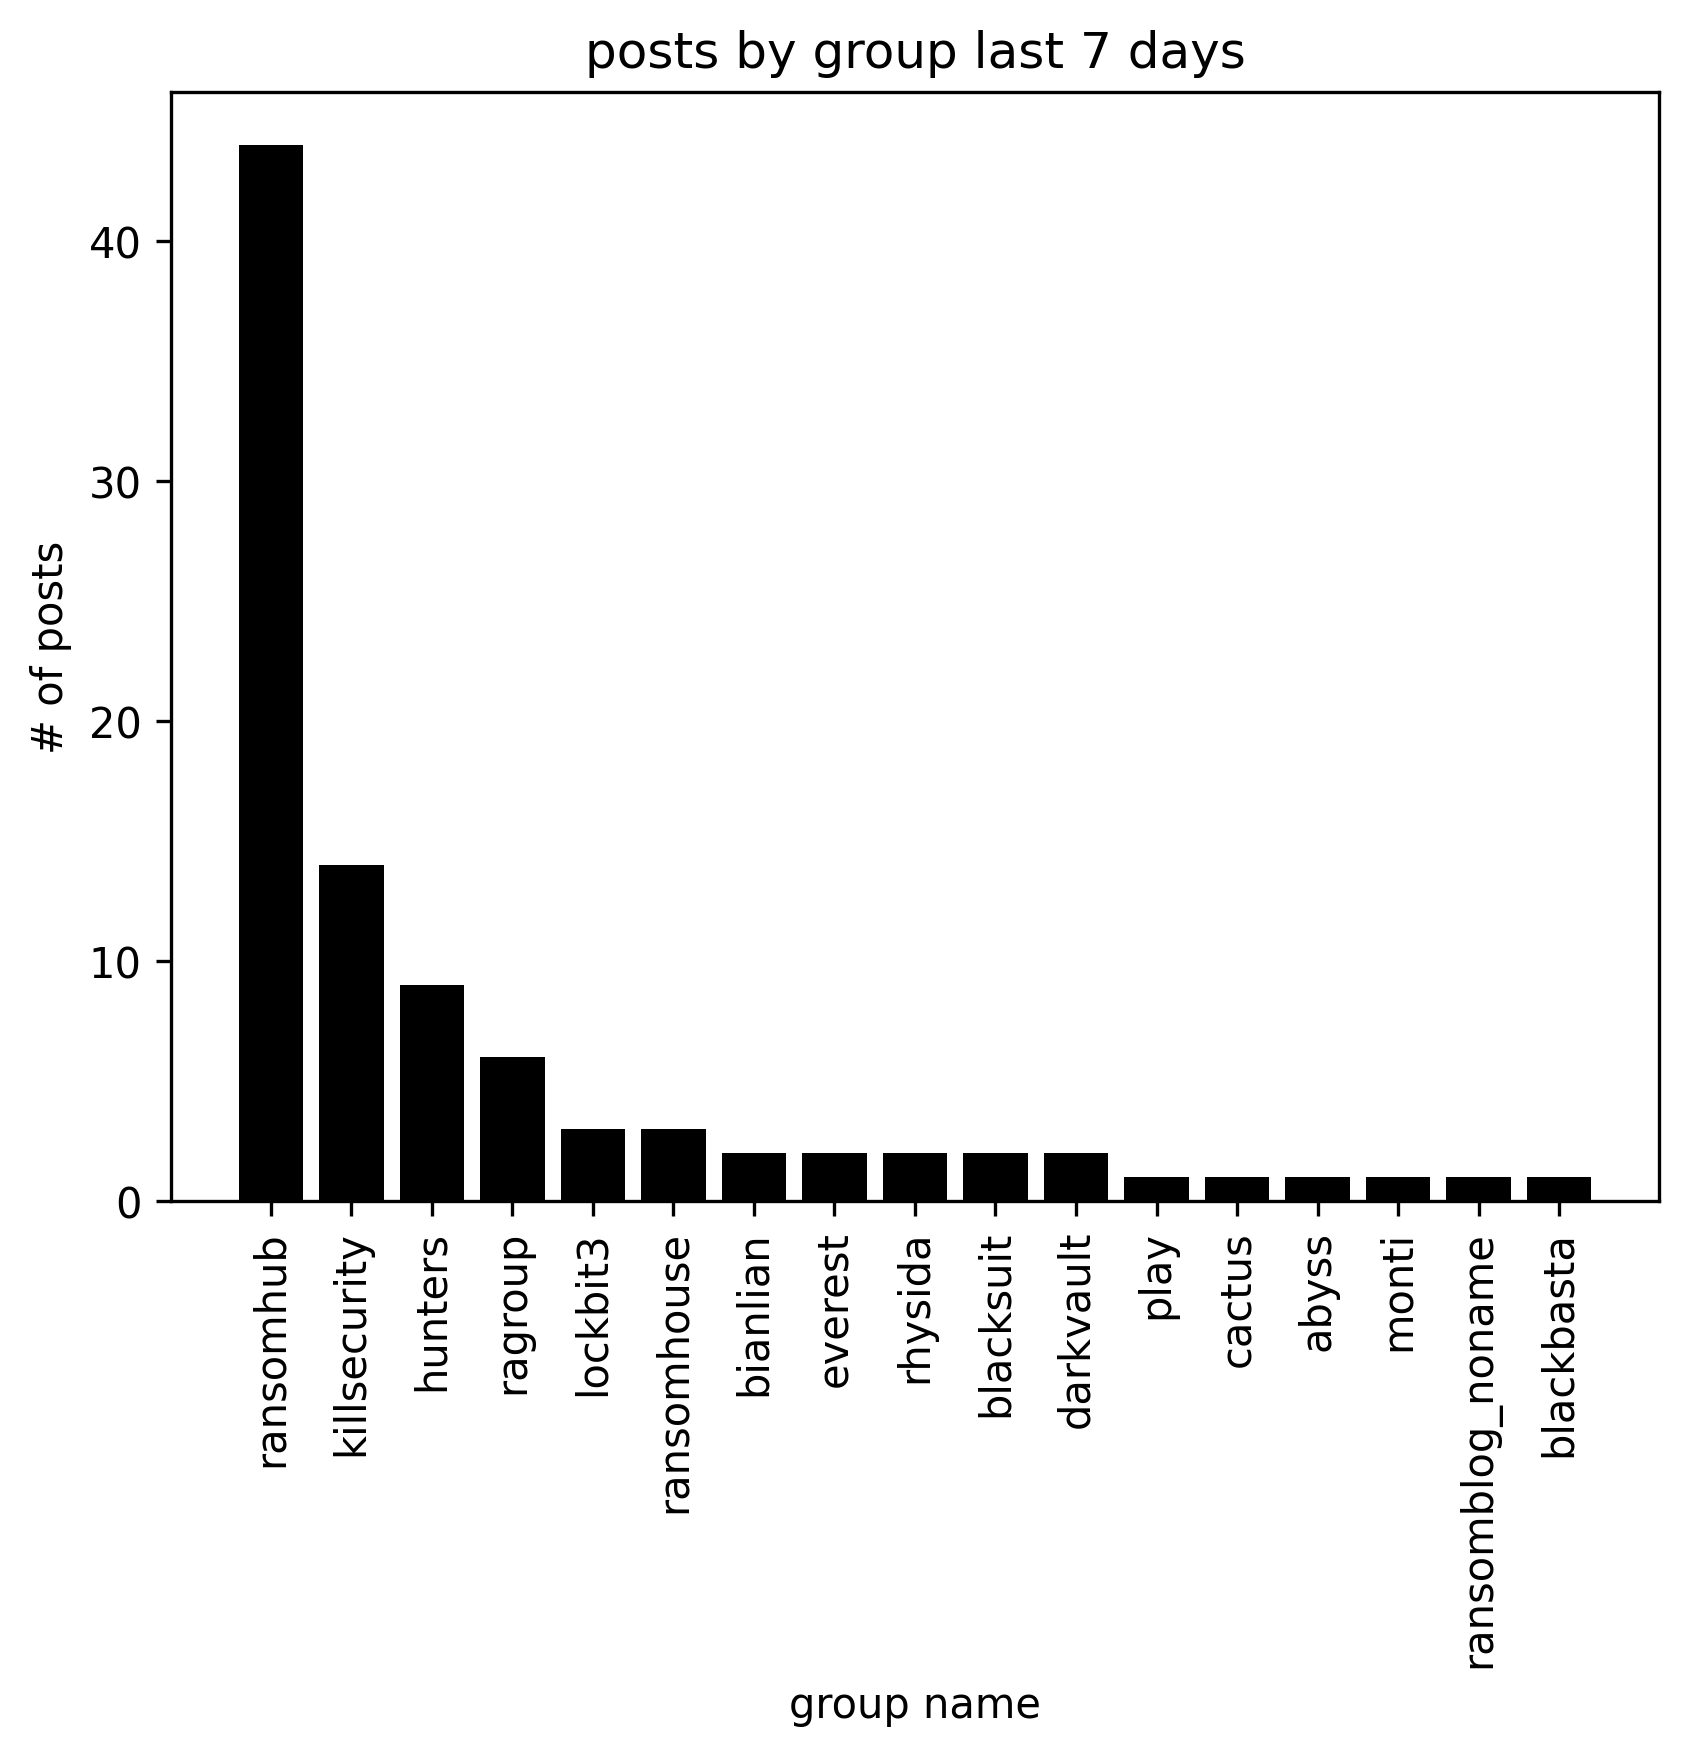 posts by group last 7 days
# of posts
40
30
20
10
0
ransomhub
killsecurity
hunters
ragroup
lockbit3
ransomhouse
bianlian
everest
rhysida
blacksuit
darkvault
play
cactus
abyss
monti
ransomblog_noname
blackbasta
group name